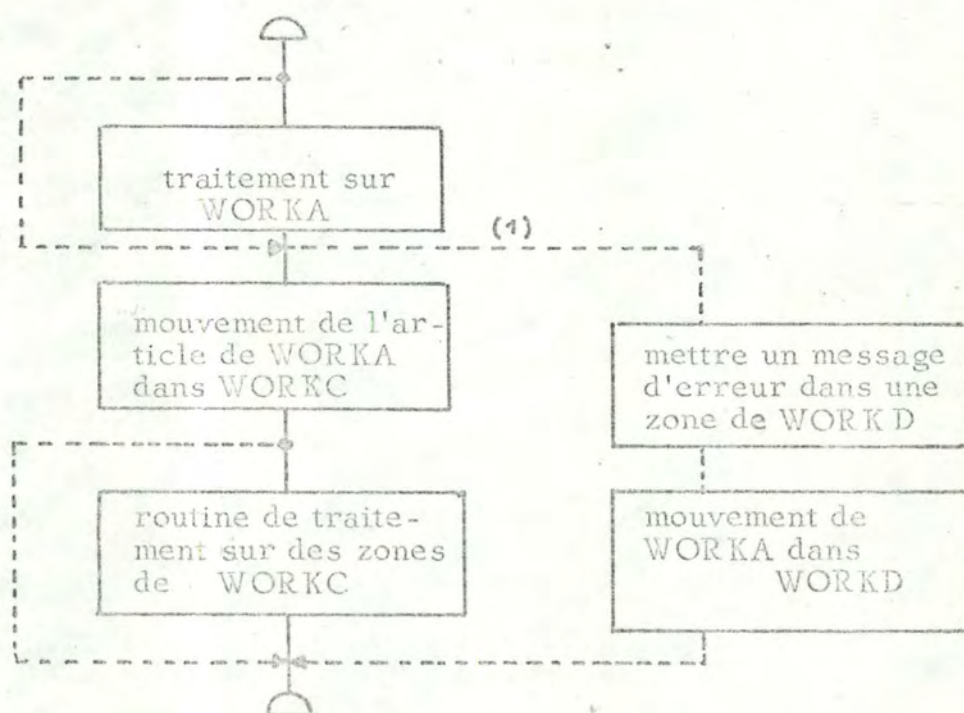 traitement sur
WORKA
(1)
mouvement de l'ar-
ticle de WORKA
dans WORKC
mettre un message
d'erreur dans une
zone de WORKD
routine de traite-
ment sur des zones
de WORKC
mouvement de
WORKA dans
WORKD